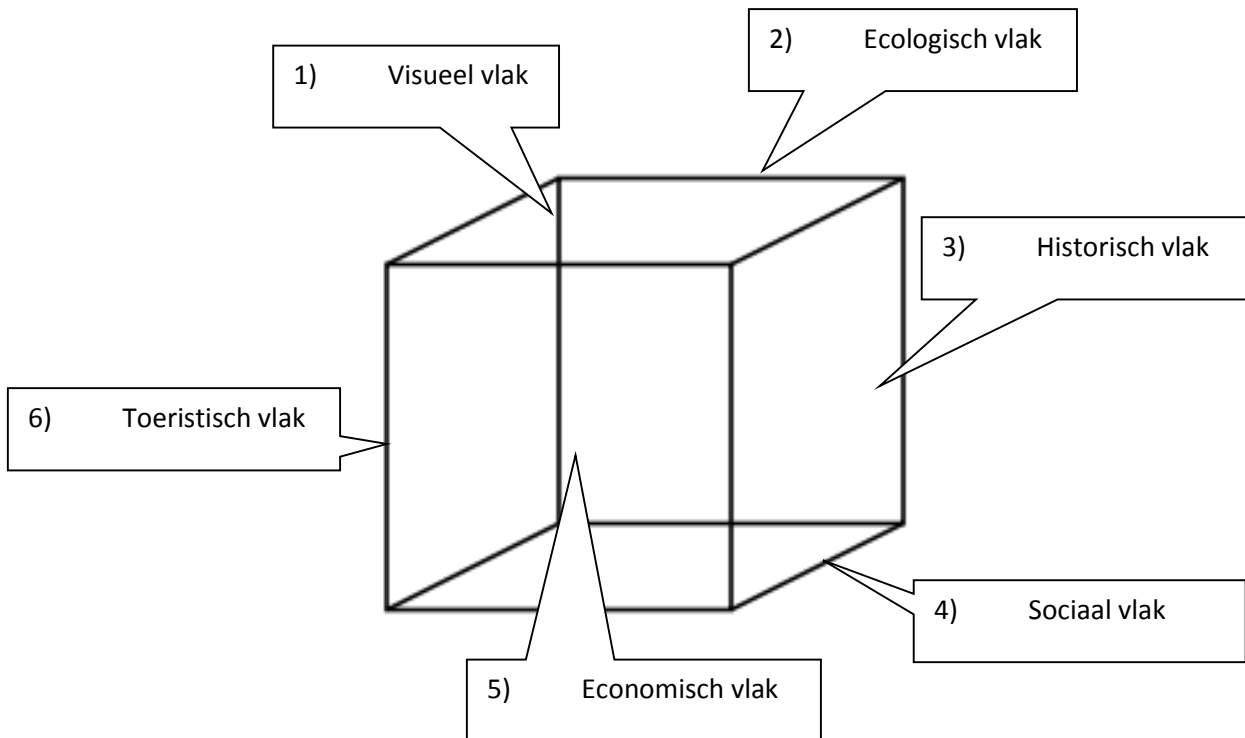 1) Visueel vlak
2) Ecologisch vlak
3) Historisch vlak
4) Sociaal vlak
5) Economisch vlak
6) Toeristisch vlak